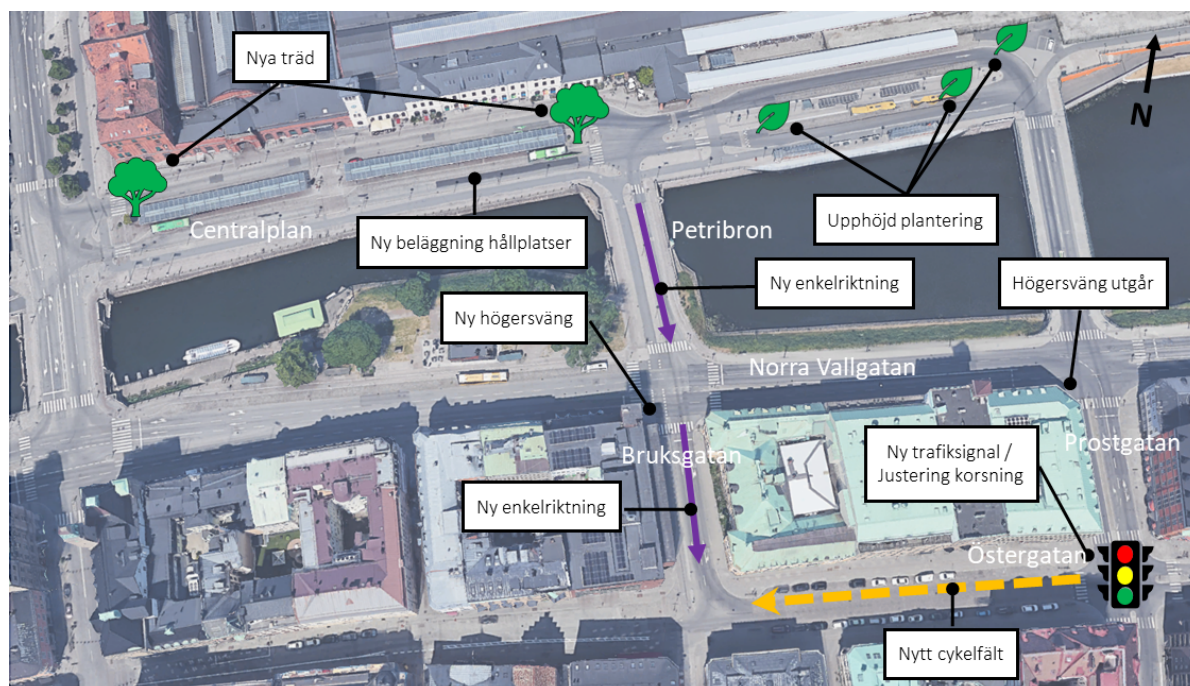 Nya träd
N
Centralplan
Ny beläggning hållplatser
Petribron
Upphöjd plantering
Ny enkelriktning
Högersväng utgår
Ny högersväng
Norra Vallgatan
Bruksgatan
Prostgatan
Ny trafiksignal /
Justering korsning
Ny enkelriktning
Östergatan
Nytt cykelfält